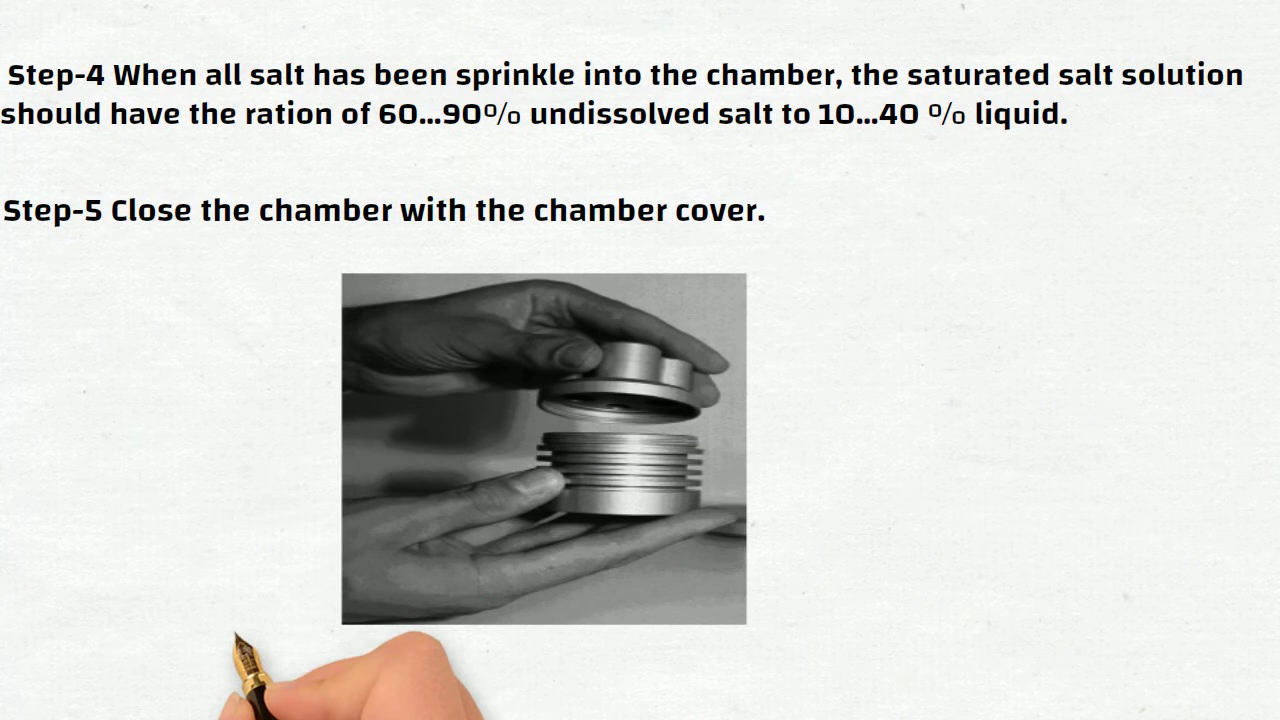 Step-4 When all salt has been sprinkle into the chamber, the saturated salt solution
should have the ration of 60...90% undissolved salt to 10...40 % liquid.
Step-5 Close the chamber with the chamber cover.